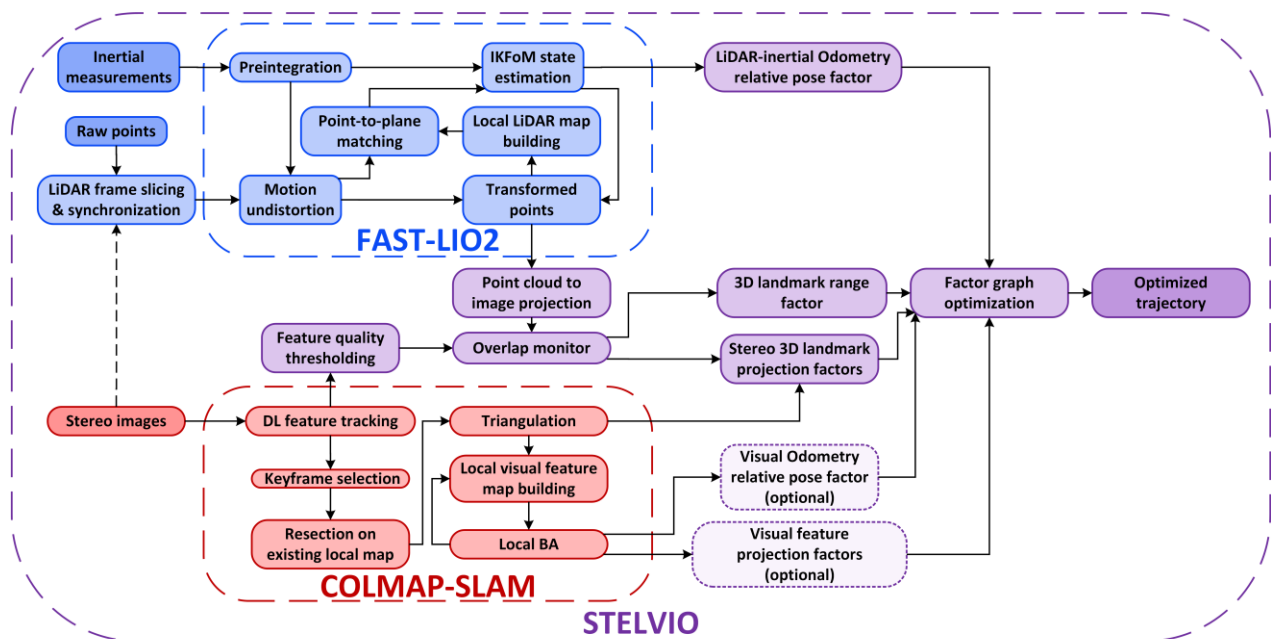 Inertial
measurements
Preintegration
IKFoM state
estimation
LiDAR-inertial Odometry
relative pose factor
Raw points
Point-to-plane
matching
Local LiDAR map
building
LiDAR frame slicing
& synchronization
Motion
undistortion
Transformed
points
FAST-LIO2
Point cloud to
image projection
3D landmark range
factor
Factor graph
optimization
Optimized
trajectory
Feature quality
thresholding
Overlap monitor
Stereo 3D landmark
projection factors
Stereo images
DL feature tracking
Triangulation
Keyframe selection
Local visual feature
map building
Visual Odometry
relative pose factor
(optional)
Resection on
existing local map
Local BA
Visual feature
projection factors
(optional)
COLMAP-SLAM
STELVIO